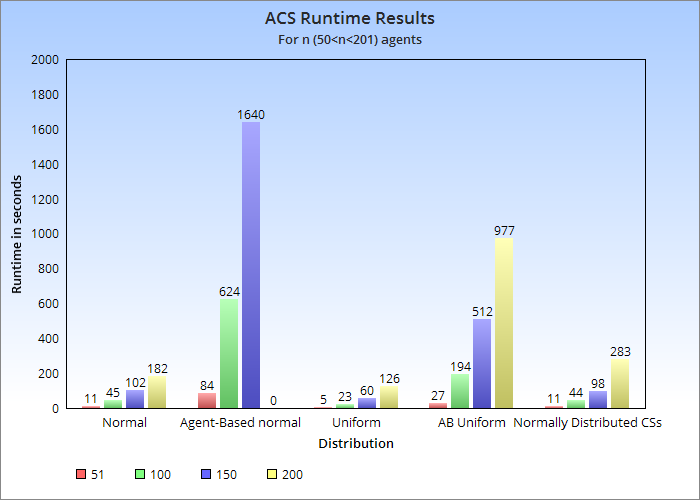 ACS Runtime Results
For n (50<n<201) agents
Runtime in seconds
2000
1800
1600
1400
1200
1000
800
600
400
200
0
11 45 102 182
84 624 1640 0
5 23 60 126
27 194 512 977
11 44 98 283
Normal Agent-Based normal Uniform AB Uniform Normally Distributed CSs
Distribution
51 100 150 200